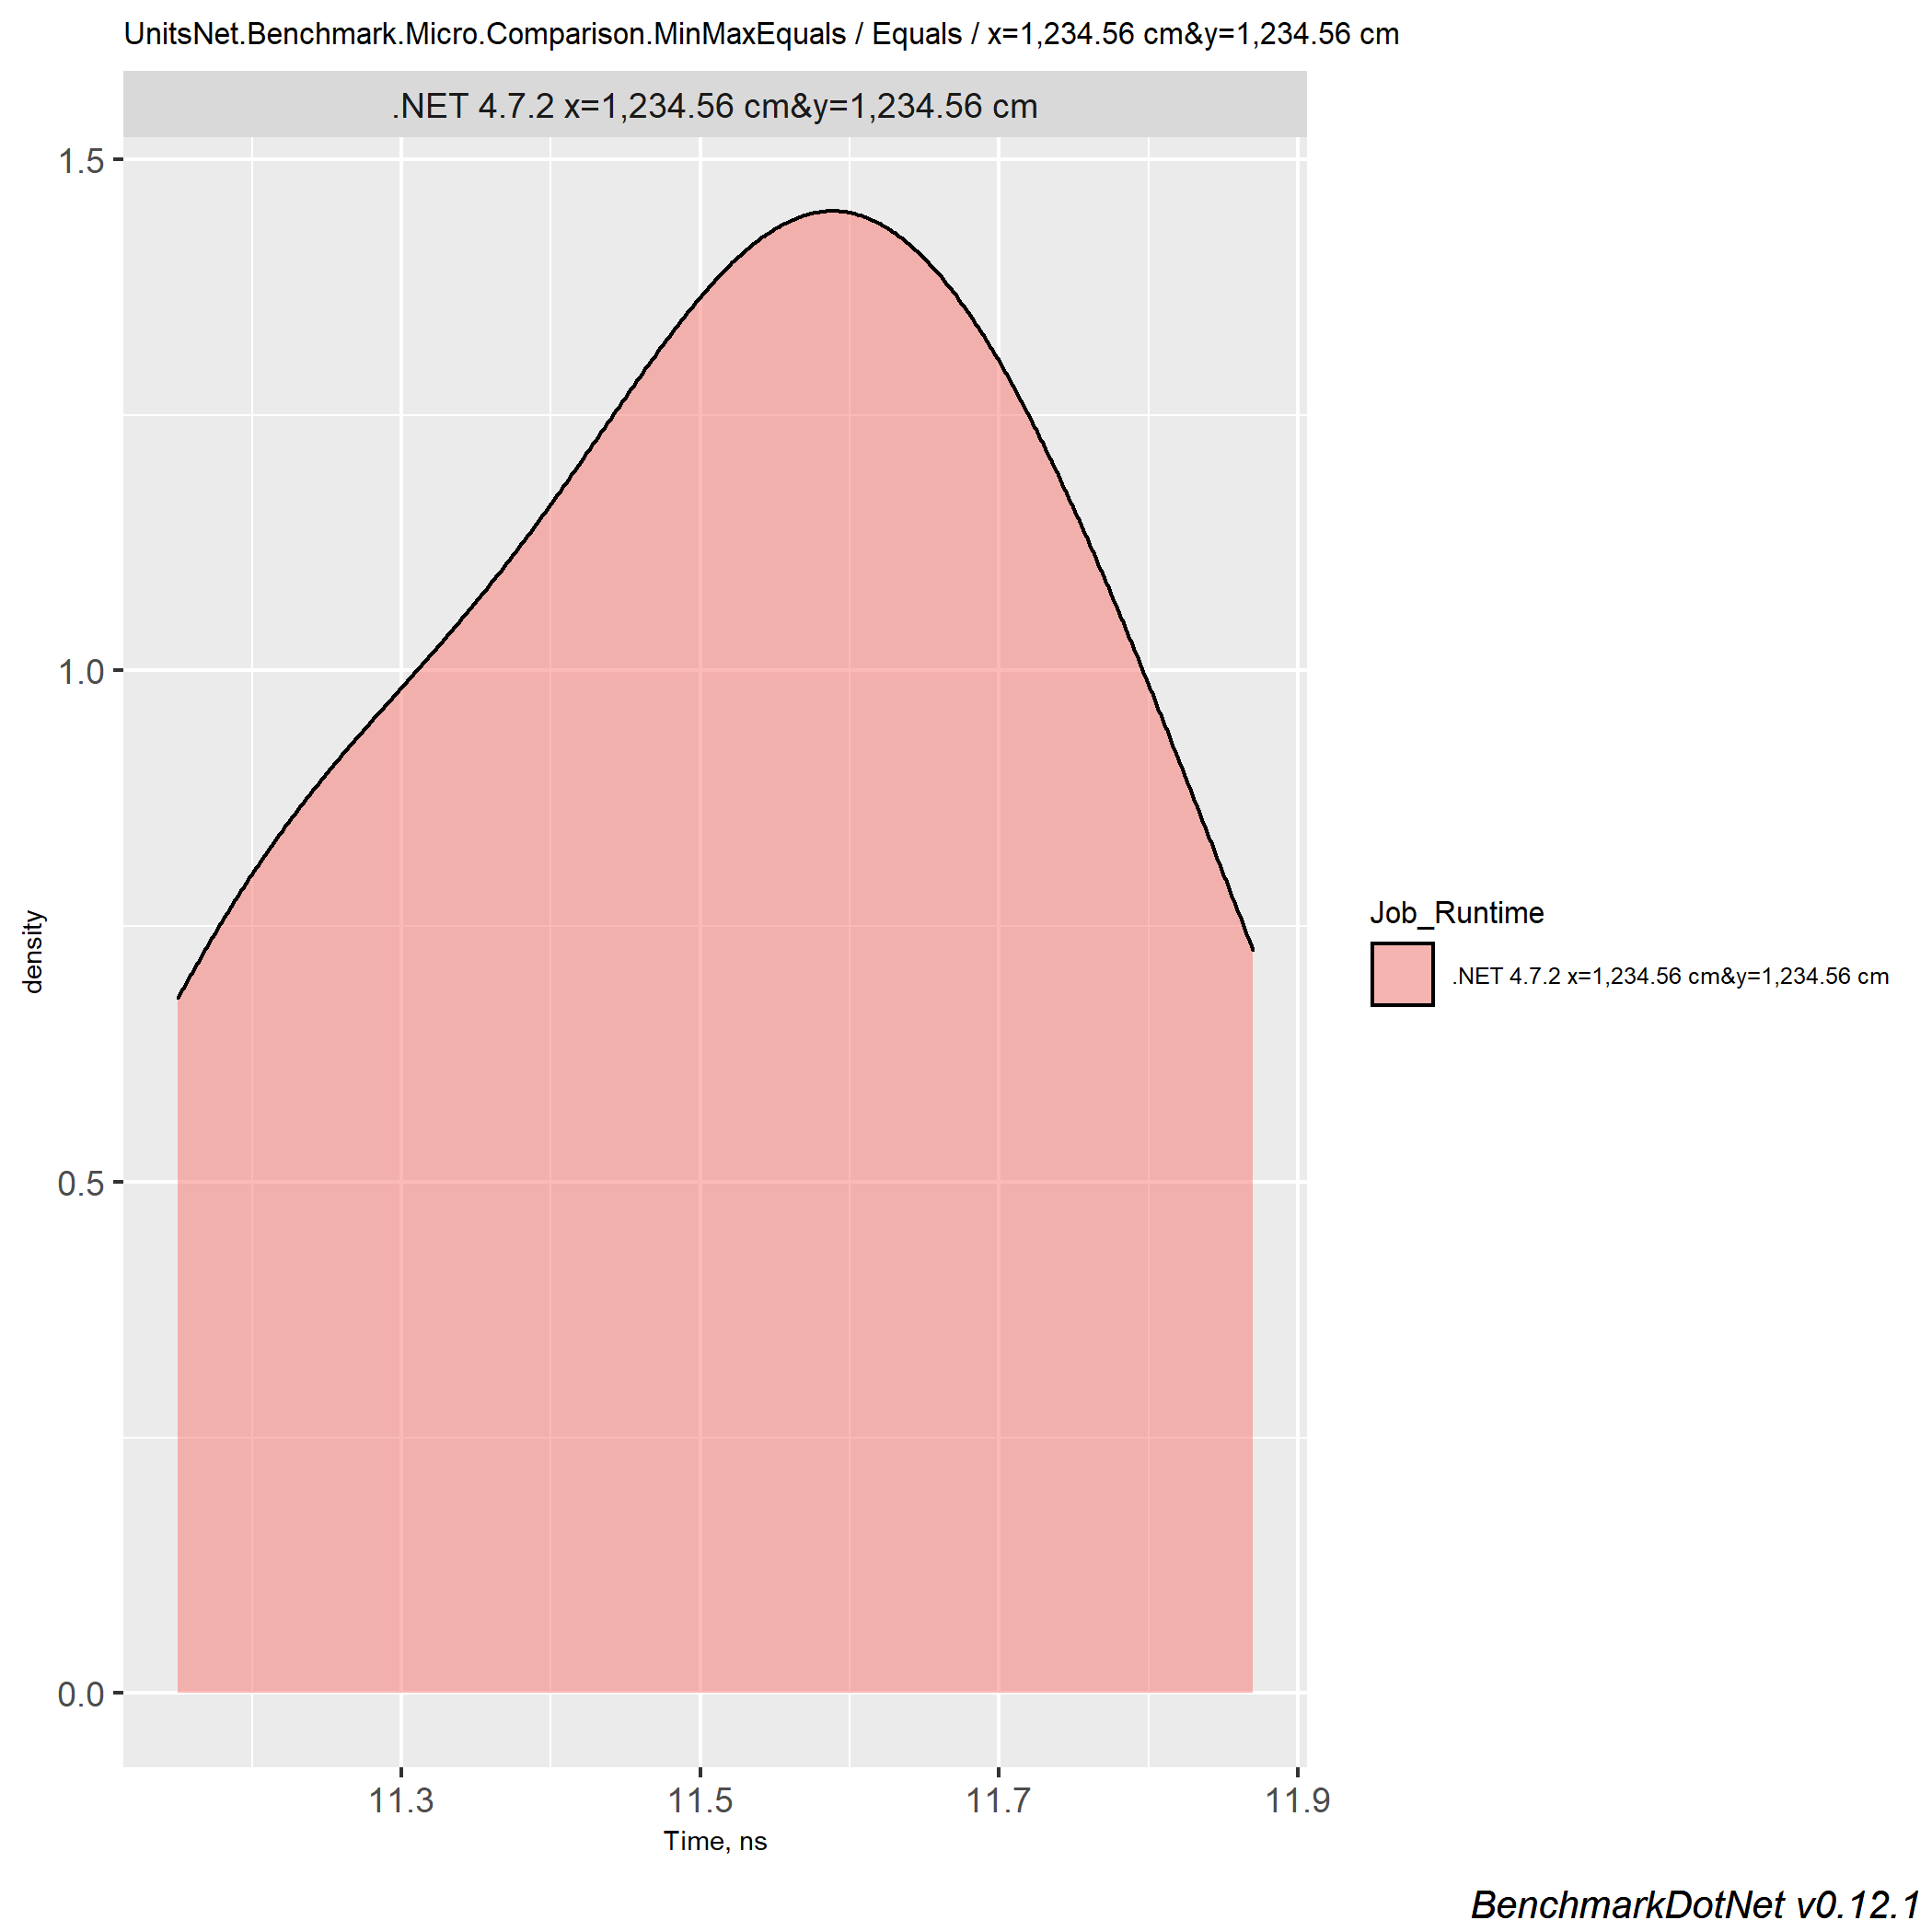 UnitsNet.Benchmark.Micro.Comparison.MinMaxEquals / Equals / x=1,234.56 cm&y=1,234.56 cm
.NET 4.7.2 x=1,234.56 cm&y=1,234.56 cm
1.5
1.0
0.5
0.0
density
11.3
11.5
11.7
11.9
Time, ns
Job_Runtime
.NET 4.7.2 x=1,234.56 cm&y=1,234.56 cm
BenchmarkDotNet v0.12.1